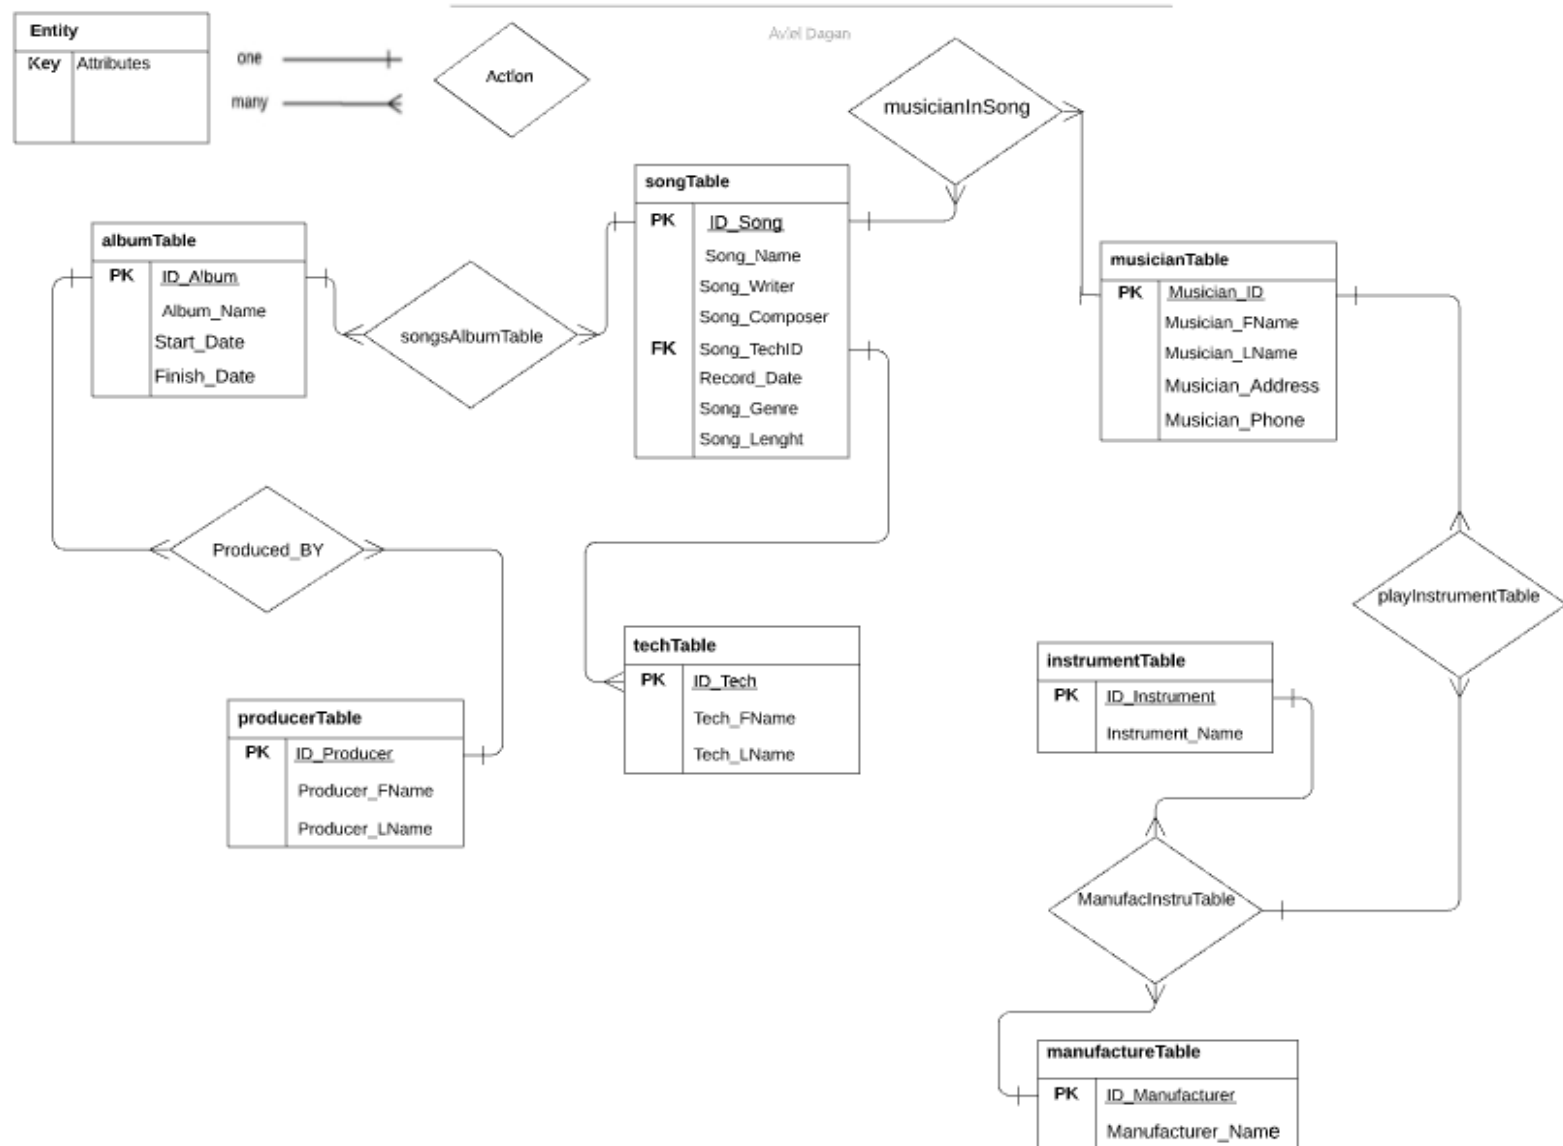 Aviel Dagan
Entity
Key Attributes
one
many
Action
musicianInSong
songTable
PK ID_Song
Song_Name
Song_Writer
Song_Composer
FK Song_TechID
Record_Date
Song_Genre
Song_Lenght
albumTable
PK ID_Album
Album_Name
Start_Date
Finish_Date
songsAlbumTable
musicianTable
PK Musician_ID
Musician_FName
Musician_LName
Musician_Address
Musician_Phone
Produced_BY
playInstrumentTable
techTable
PK ID_Tech
Tech_FName
Tech_LName
instrumentTable
PK ID_Instrument
Instrument_Name
producerTable
PK ID_Producer
Producer_FName
Producer_LName
ManufacInstruTable
manufactureTable
PK ID_Manufacturer
Manufacturer_Name